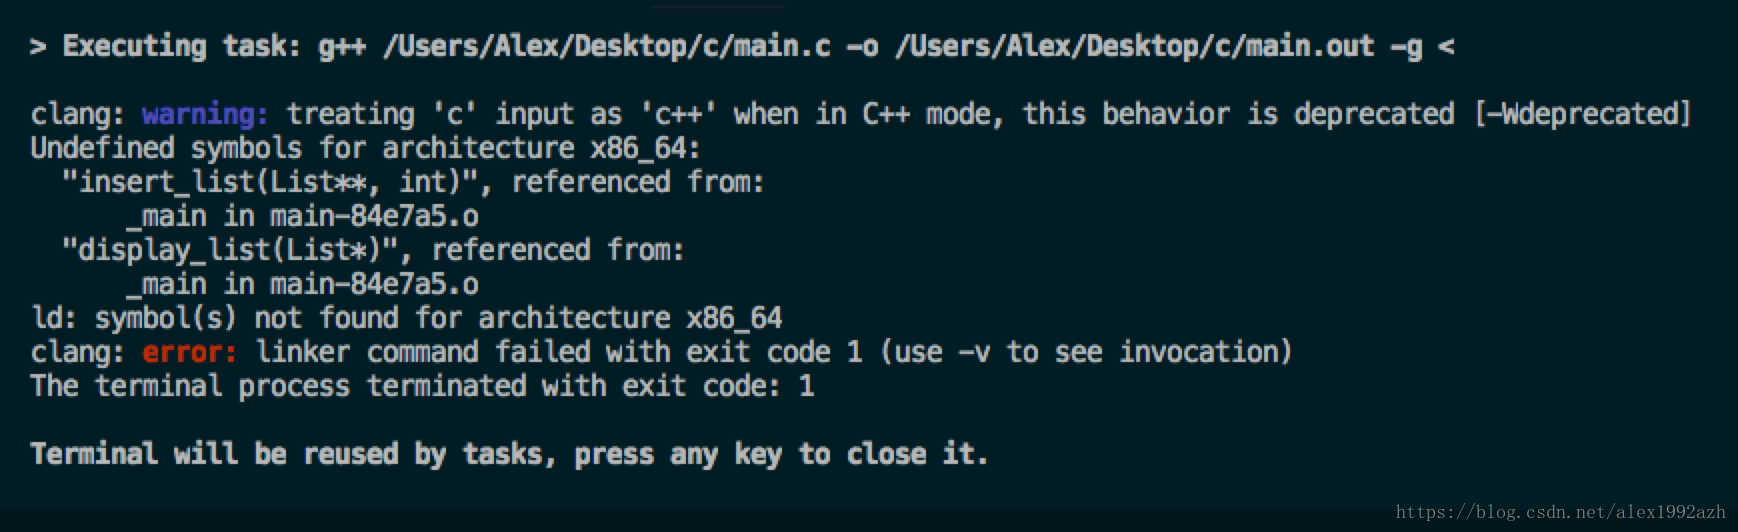 > Executing task: g++ /Users/Alex/Desktop/c/main.c -o /Users/Alex/Desktop/c/main.out -g <
clang: warning: treating 'c' input as 'c++' when in C++ mode, this behavior is deprecated [-Wdeprecated]
Undefined symbols for architecture x86_64:
"insert_list(List**, int)", referenced from:
_main in main-84e7a5.o
"display_list(List*)", referenced from:
_main in main-84e7a5.o
ld: symbol(s) not found for architecture x86_64
clang: error: linker command failed with exit code 1 (use -v to see invocation)
The terminal process terminated with exit code: 1
Terminal will be reused by tasks, press any key to close it.
https://blog.csdn.net/alex1992azh